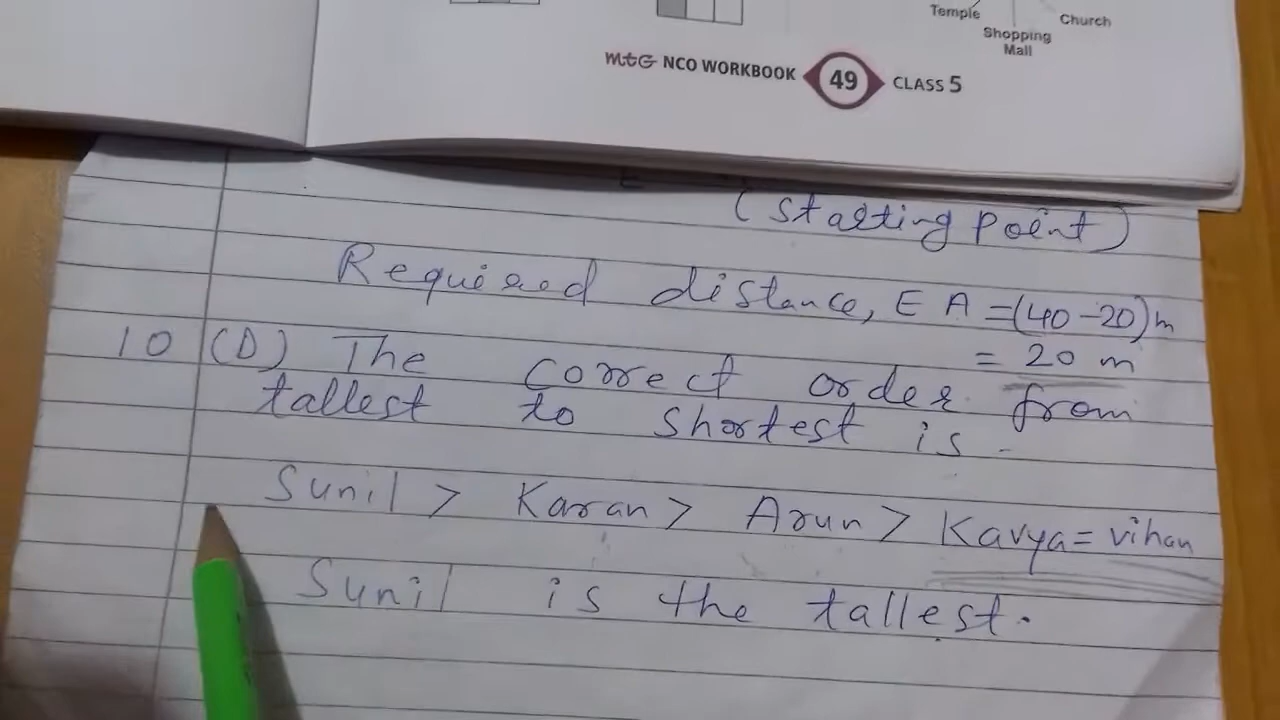 Temple
Church
Shopping
Mall
mtG NCO WORKBOOK 49 CLASS 5
(Starting Point)
Required distance, EA =(40-20)m
= 20 m
10 (D) The correct order from
tallest to shortest is -
Sunil > Karan > Arun > Kavya = vihan
Sunil is the tallest.